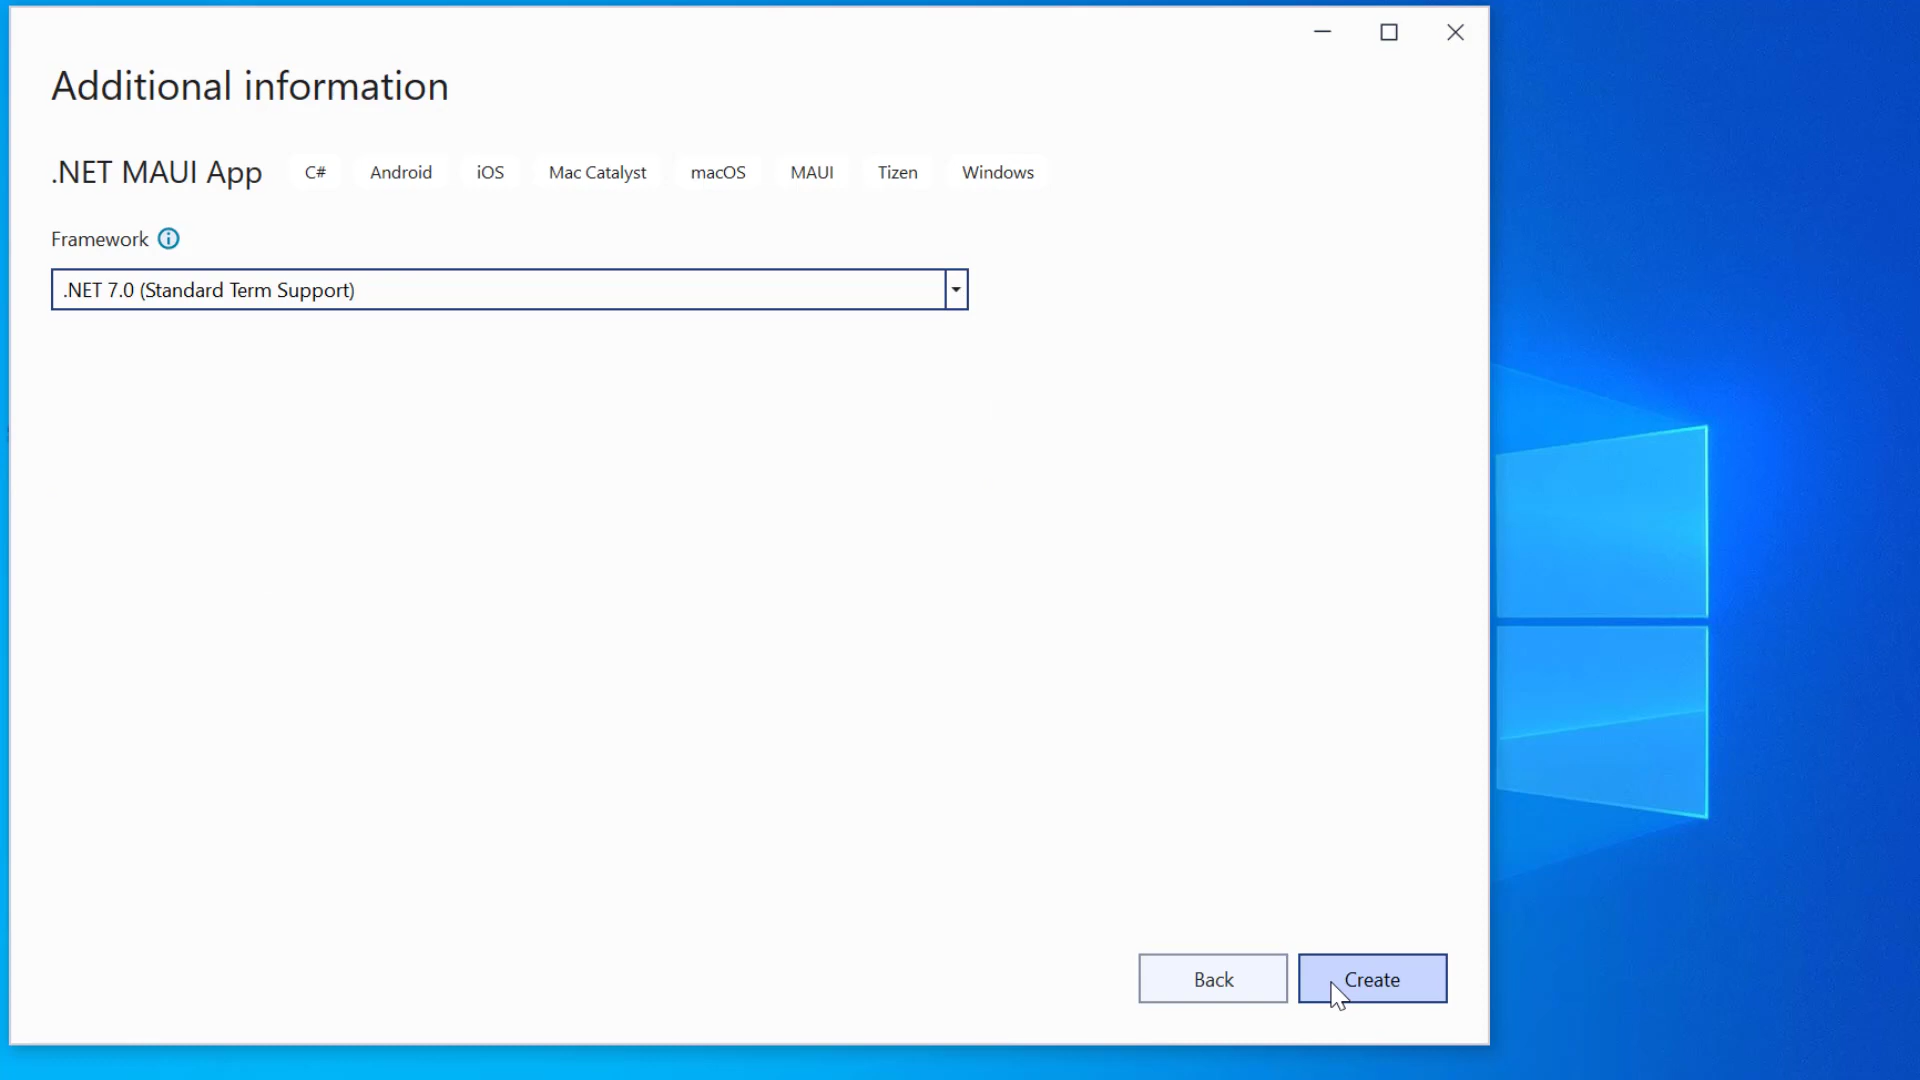 Additional information
.NET MAUI App C# Android iOS Mac Catalyst macOS MAUI Tizen Windows
Framework
.NET 7.0 (Standard Term Support)
Back Create